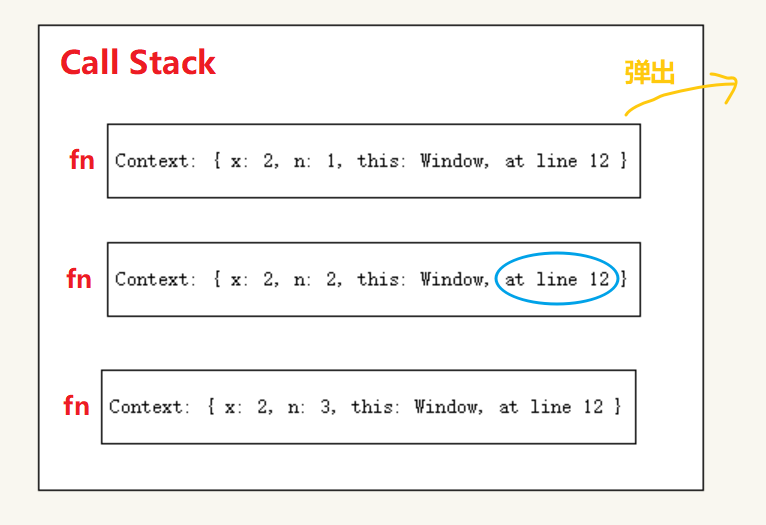 Call Stack
弹出
fn
Context: { x: 2, n: 1, this: Window, at line 12 }
fn
Context: { x: 2, n: 2, this: Window, at line 12 }
fn
Context: { x: 2, n: 3, this: Window, at line 12 }